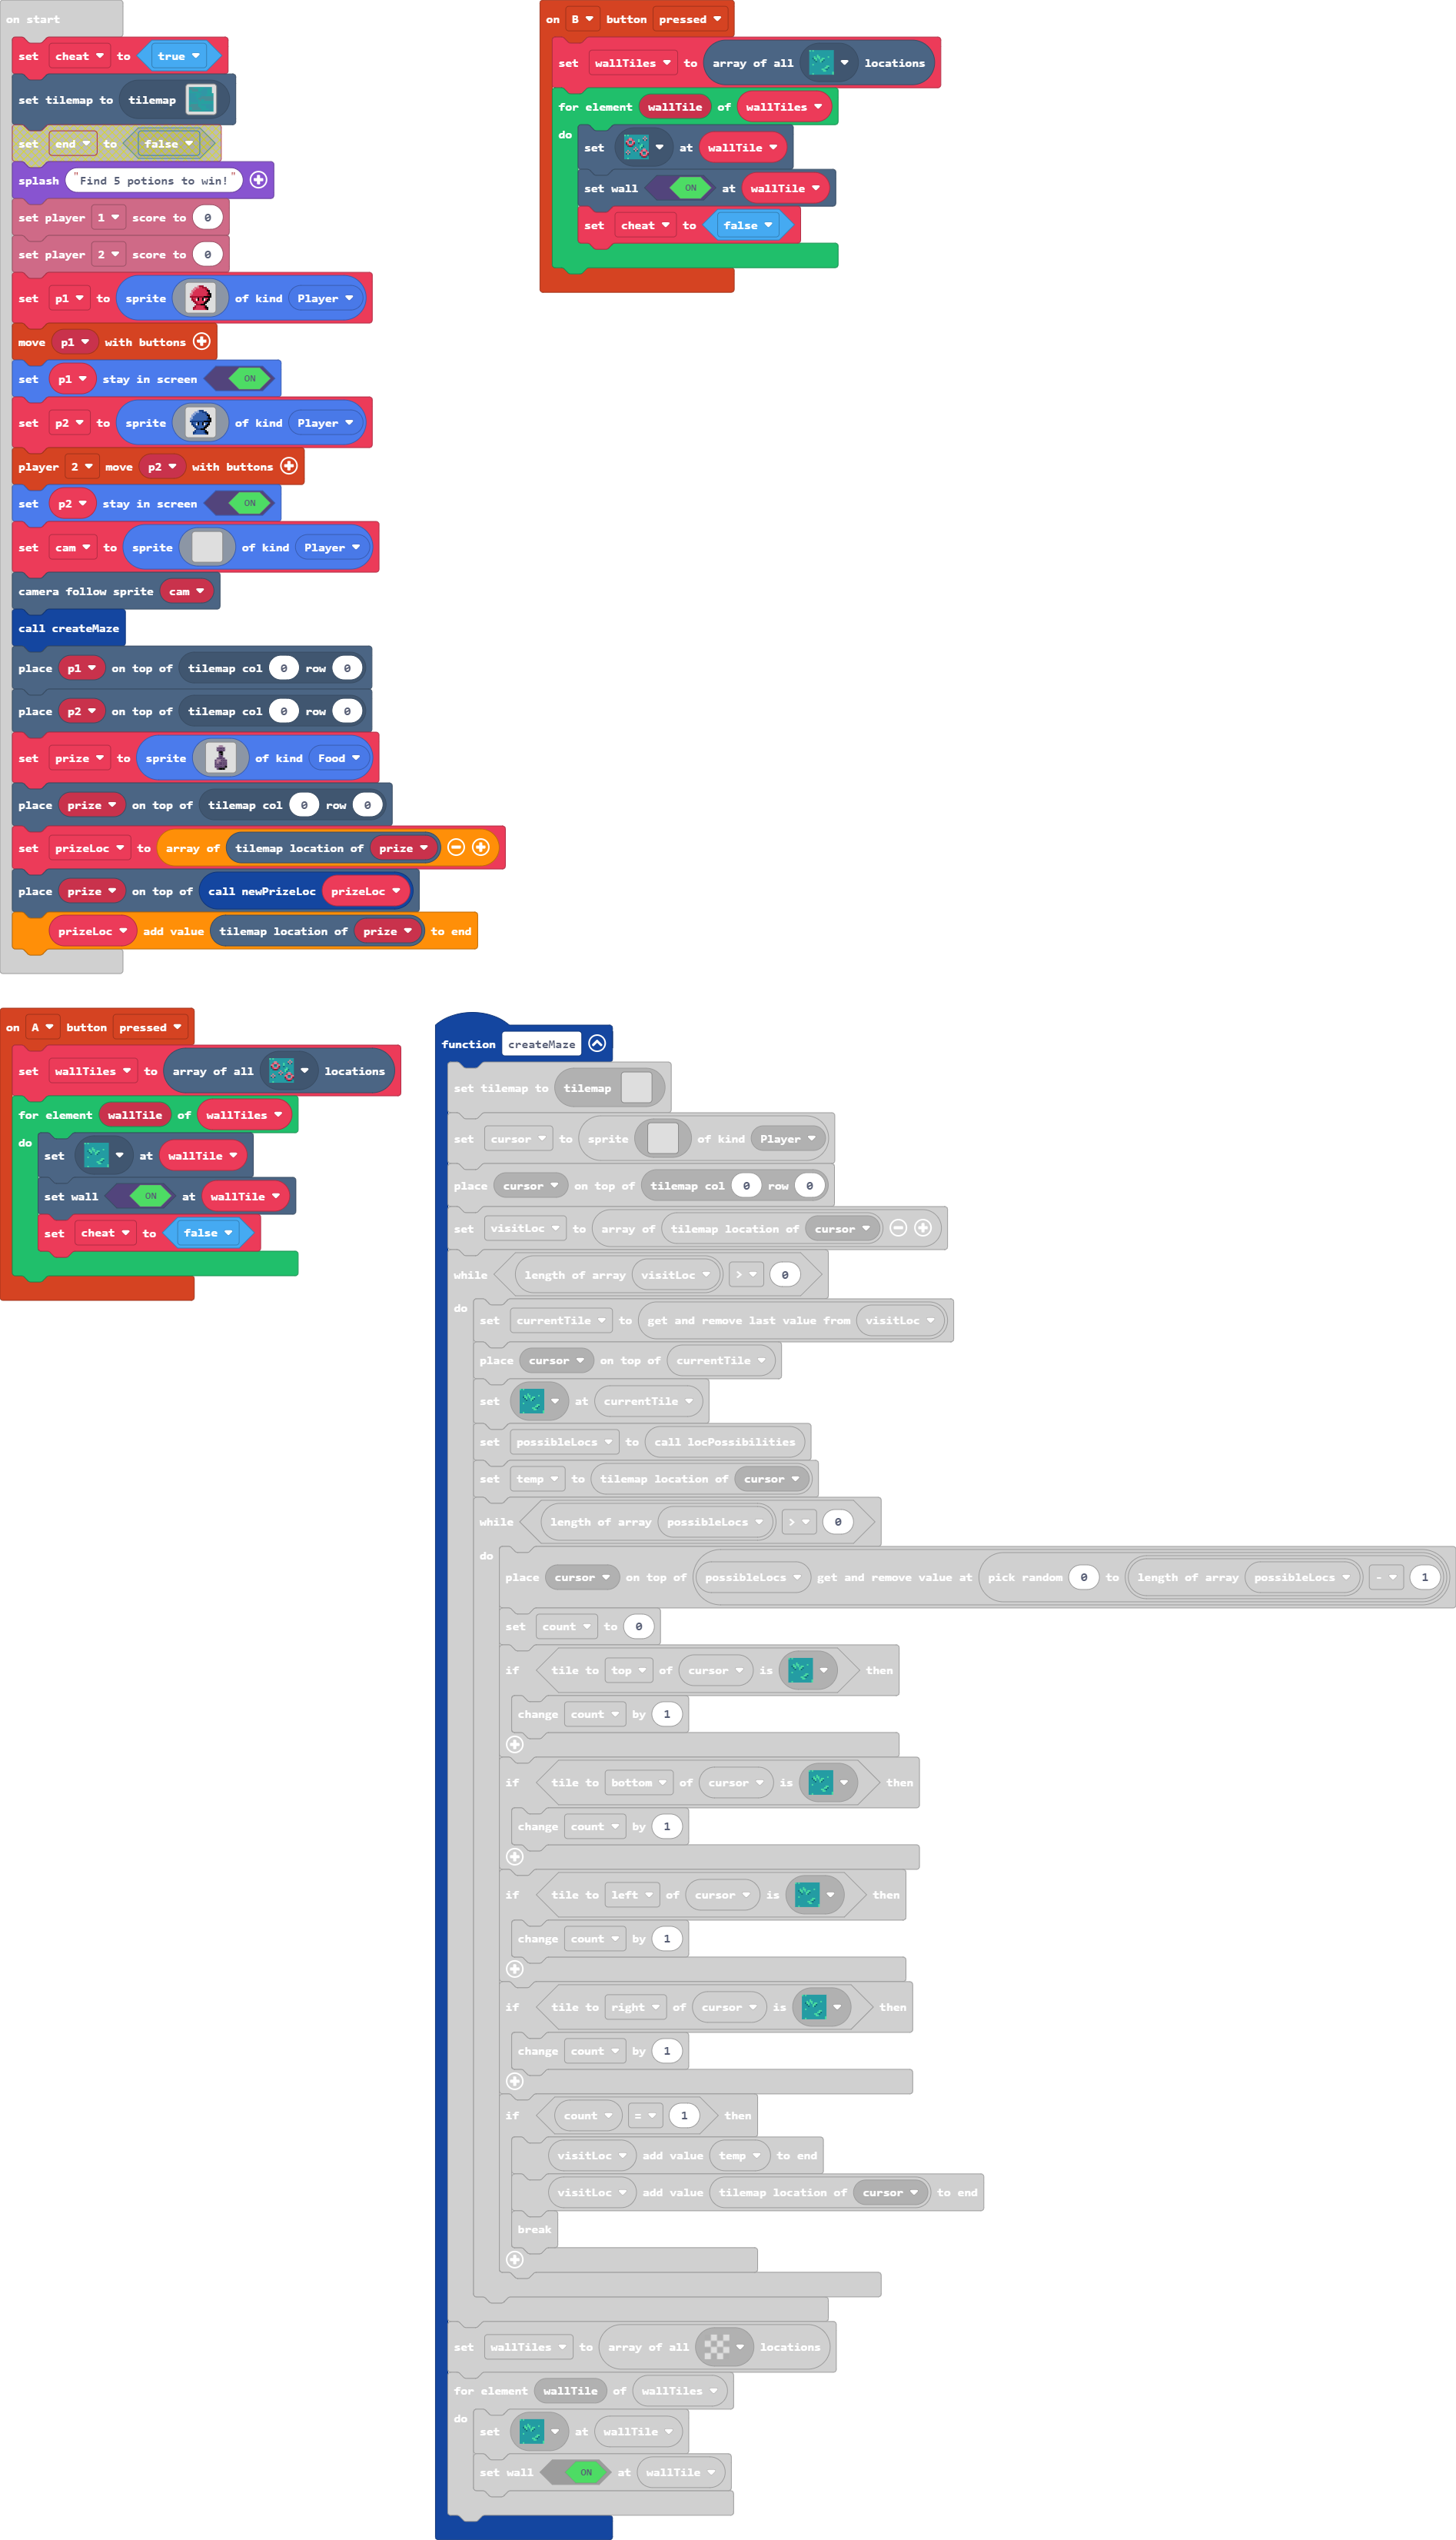 on start
set cheat to true
set tilemap to tilemap
set end to false
splash "Find 5 potions to win!"
set player 1 score to 0
set player 2 score to 0
set p1 to sprite of kind Player
move p1 with buttons
set p1 stay in screen ON
set p2 to sprite of kind Player
player 2 move p2 with buttons
set p2 stay in screen ON
set cam to sprite of kind Player
camera follow sprite cam
call createMaze
place p1 on top of tilemap col 0 row 0
place p2 on top of tilemap col 0 row 0
set prize to sprite of kind Food
place prize on top of tilemap col 0 row 0
set prizeLoc to array of tilemap location of prize
place prize on top of call newPrizeLoc prizeLoc
prizeLoc add value tilemap location of prize to end
on B button pressed
set wallTiles to array of all locations
for element wallTile of wallTiles
do
set at wallTile
set wall ON at wallTile
set cheat to false
on A button pressed
set wallTiles to array of all locations
for element wallTile of wallTiles
do
set at wallTile
set wall ON at wallTile
set cheat to false
function createMaze
set tilemap to tilemap
set cursor to sprite of kind Player
place cursor on top of tilemap col 0 row 0
set visitLoc to array of tilemap location of cursor
while length of array visitLoc > 0
do
set currentTile to get and remove last value from visitLoc
place cursor on top of currentTile
set at currentTile
set possibleLocs to call locPossibilities
set temp to tilemap location of cursor
while length of array possibleLocs > 0
do
place cursor on top of possibleLocs get and remove value at pick random 0 to length of array possibleLocs - 1
set count to 0
if tile to top of cursor is then
change count by 1
if tile to bottom of cursor is then
change count by 1
if tile to left of cursor is then
change count by 1
if tile to right of cursor is then
change count by 1
if count = 1 then
visitLoc add value temp to end
visitLoc add value tilemap location of cursor to end
break
set wallTiles to array of all locations
for element wallTile of wallTiles
do
set at wallTile
set wall ON at wallTile